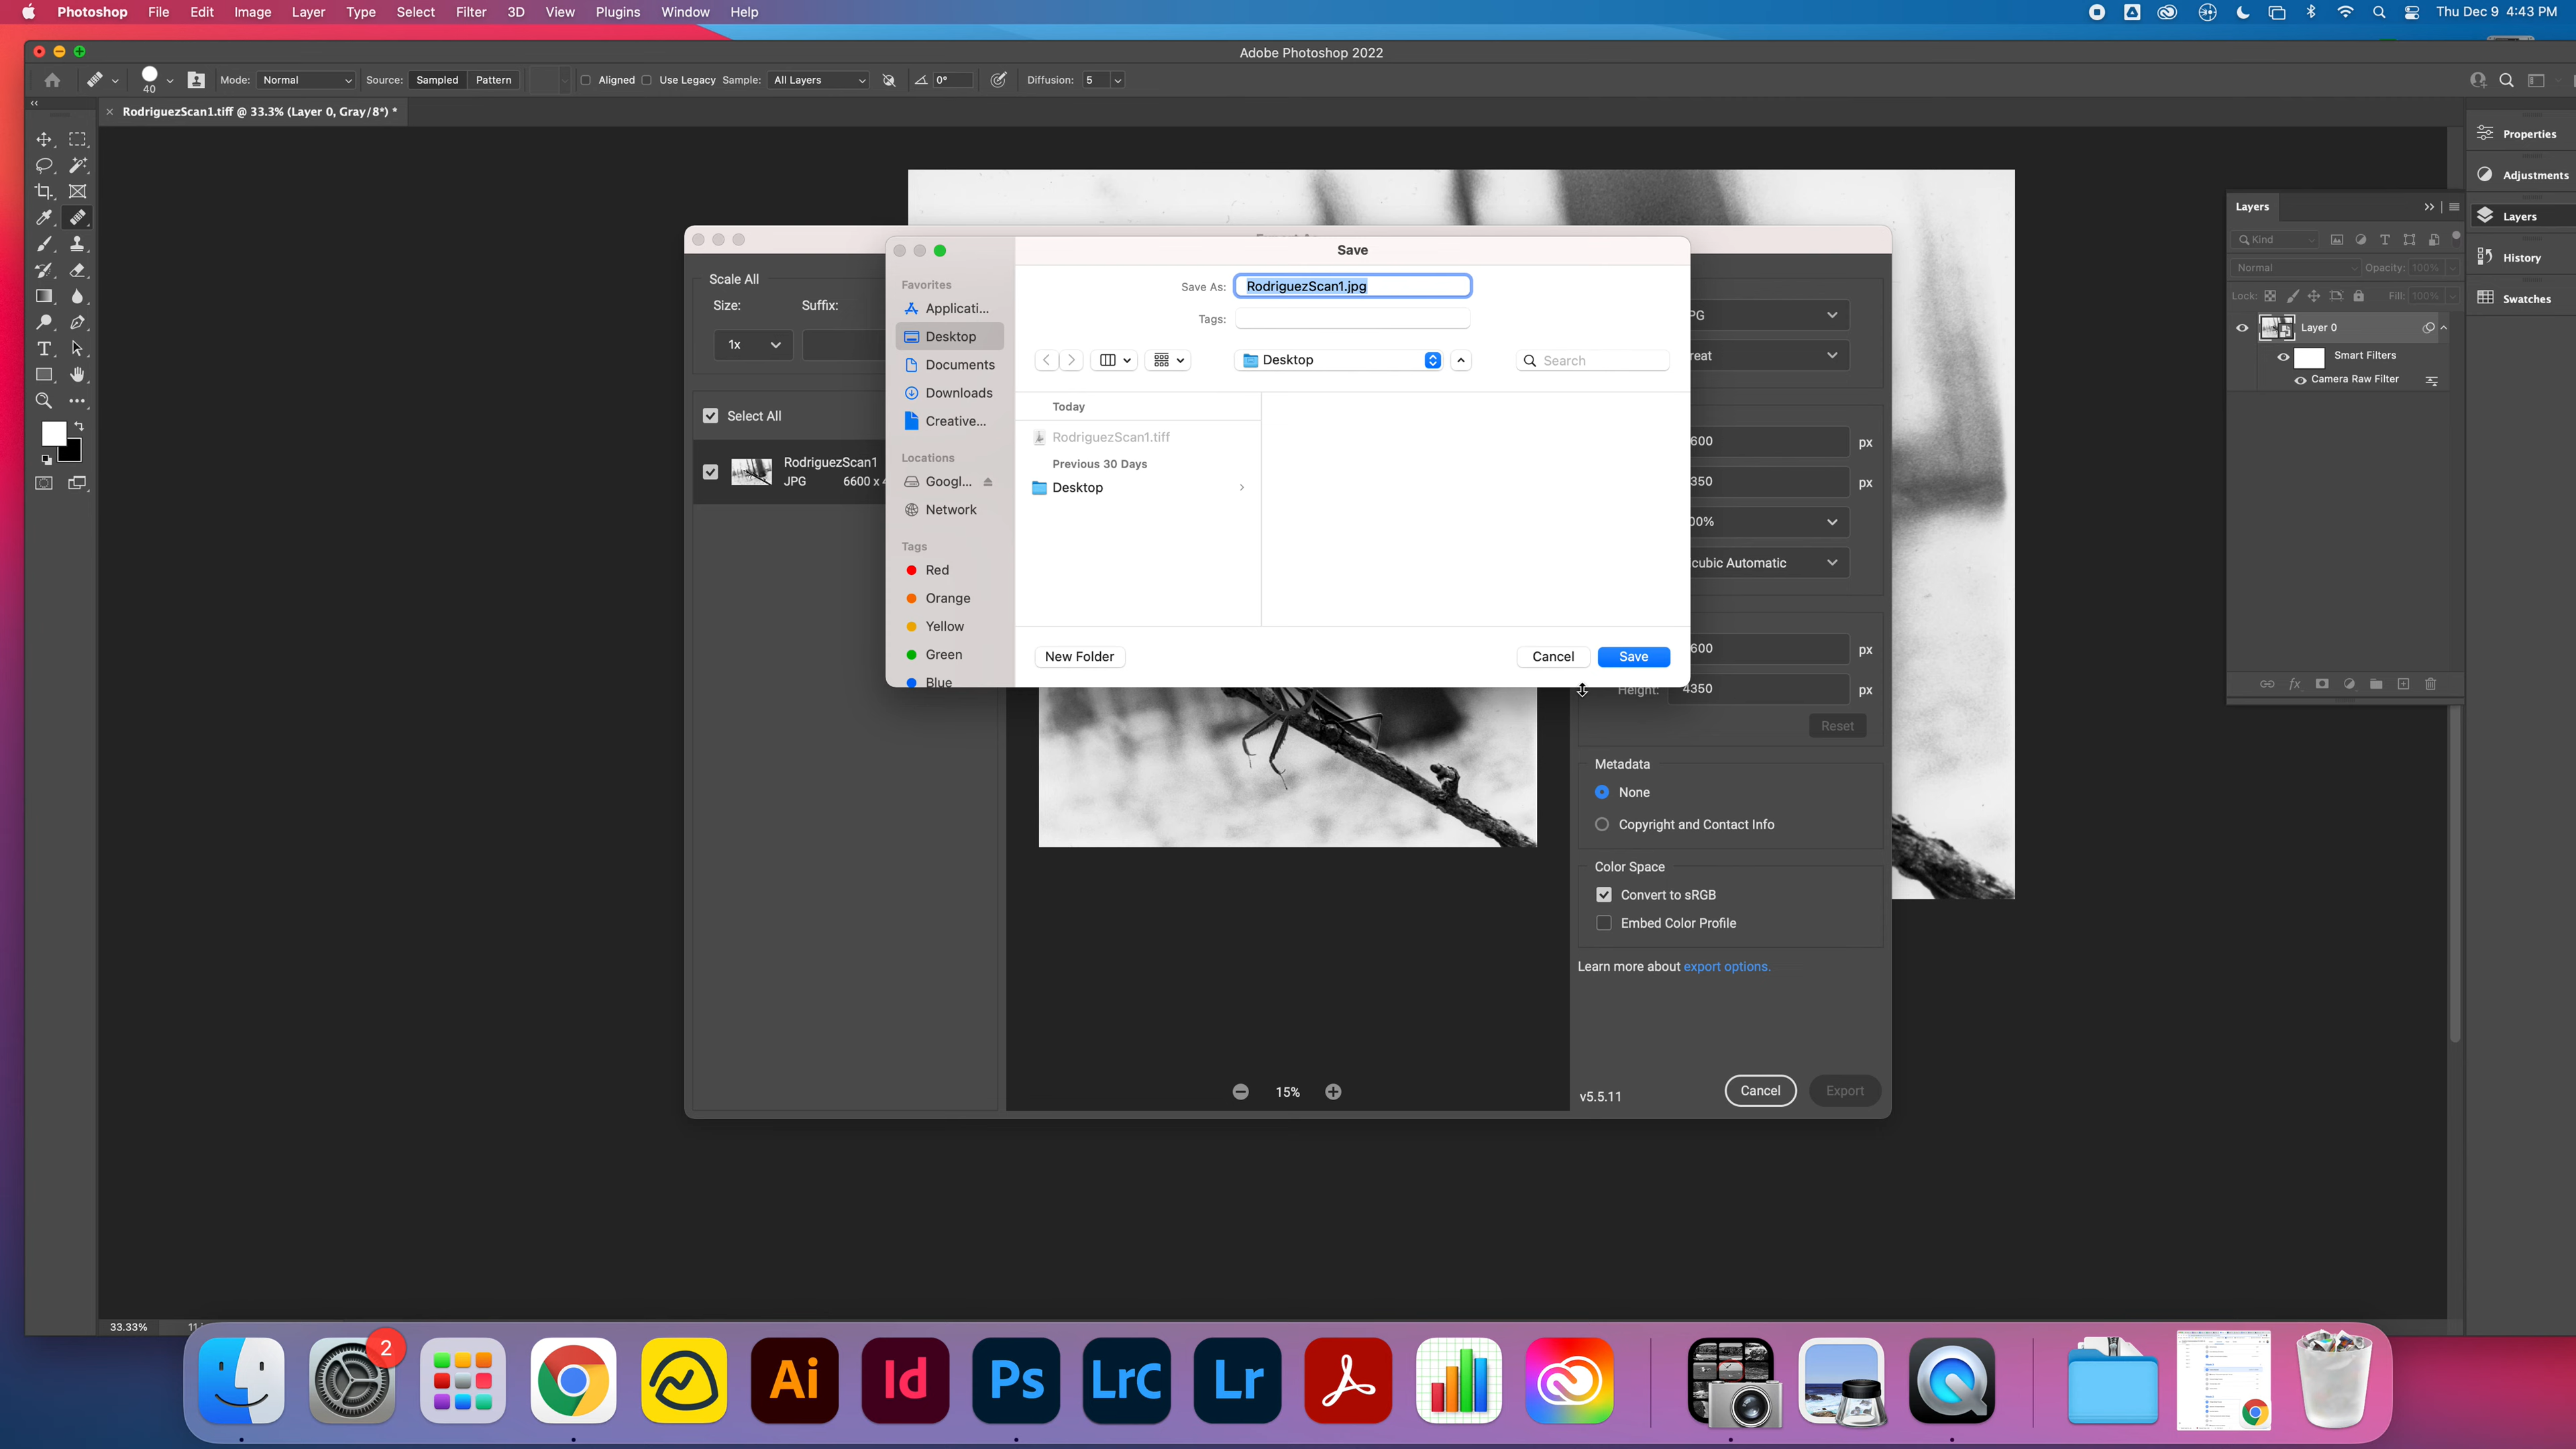 Photoshop File Edit Image Layer Type Select Filter 3D View Plugins Window Help Thu Dec 9 4:43 PM
Adobe Photoshop 2022
40 Mode: Normal Source: Sampled Pattern Aligned Use Legacy Sample: All Layers 0° Diffusion: 5
RodriguezScan1.tiff @ 33.3% (Layer 0, Gray/8*) *
Properties
Adjustments
Layers
History
Swatches
Layers
Kind
Normal Opacity: 100%
Lock: Fill: 100%
Layer 0
Smart Filters
Camera Raw Filter
Scale All
Size: Suffix:
1x
Select All
RodriguezScan1
JPG 6600 x
Save
Save As: RodriguezScan1.jpg
Tags:
Desktop
Search
Favorites
Applicati...
Desktop
Documents
Downloads
Creative...
Locations
Googl...
Network
Tags
Red
Orange
Yellow
Green
Blue
Today
RodriguezScan1.tiff
Previous 30 Days
Desktop
New Folder Cancel Save
PG
reat
600 px
350 px
00%
cubic Automatic
600 px
Height: 4350 px
Reset
Metadata
None
Copyright and Contact Info
Color Space
Convert to sRGB
Embed Color Profile
Learn more about export options.
15%
v5.5.11 Cancel Export
33.33%
2
Ai Id Ps LrC Lr